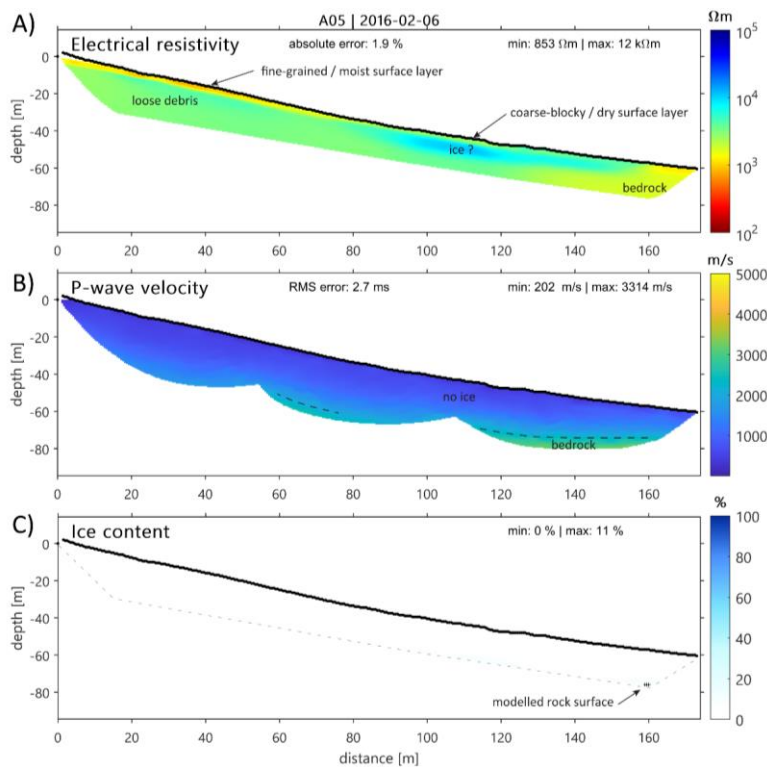 A05 | 2016-02-06
A)
Electrical resistivity
absolute error: 1.9 %
min: 853 Ωm | max: 12 kΩm
Ωm
fine-grained / moist surface layer
loose debris
coarse-blocky / dry surface layer
ice ?
bedrock
depth [m]
0
-20
-40
-60
-80
0 20 40 60 80 100 120 140 160
10^5
10^4
10^3
10^2
B)
P-wave velocity
RMS error: 2.7 ms
min: 202 m/s | max: 3314 m/s
m/s
no ice
bedrock
depth [m]
0
-20
-40
-60
-80
0 20 40 60 80 100 120 140 160
5000
4000
3000
2000
1000
C)
Ice content
min: 0 % | max: 11 %
%
modelled rock surface
depth [m]
0
-20
-40
-60
-80
0 20 40 60 80 100 120 140 160
distance [m]
100
80
60
40
20
0